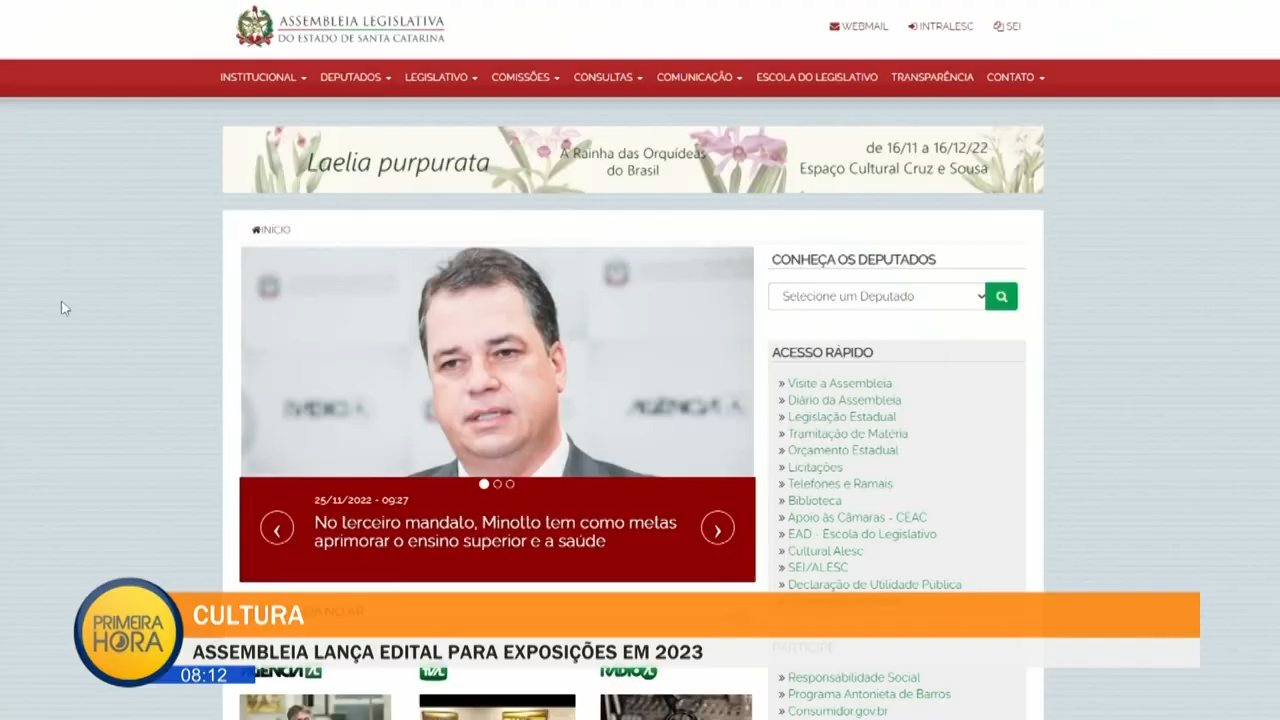 ASSEMBLEIA LEGISLATIVA
DO ESTADO DE SANTA CATARINA
WEBMAIL
INTRALESC
SEI
INSTITUCIONAL
DEPUTADOS
LEGISLATIVO
COMISSÕES
CONSULTAS
COMUNICAÇÃO
ESCOLA DO LEGISLATIVO
TRANSPARÊNCIA
CONTATO
Laelia purpurata
A Rainha das Orquídeas
do Brasil
de 16/11 a 16/12/22
Espaço Cultural Cruz e Sousa
INÍCIO
CONHEÇA OS DEPUTADOS
Selecione um Deputado
25/11/2022 - 09:27
No terceiro mandato, Minotto tem como metas
aprimorar o ensino superior e a saúde
ACESSO RÁPIDO
» Visite a Assembleia
» Diário da Assembleia
» Legislação Estadual
» Tramitação de Matéria
» Orçamento Estadual
» Licitações
» Telefones e Ramais
» Biblioteca
» Apoio às Câmaras - CEAC
» EAD - Escola do Legislativo
» Cultural Alesc
» SEI/ALESC
» Declaração de Utilidade Pública
PRIMEIRA
HORA
CULTURA
ASSEMBLEIA LANÇA EDITAL PARA EXPOSIÇÕES EM 2023
08:12
AGÊNCIA AL
TVAL
RÁDIO AL
PARTICIPE
» Responsabilidade Social
» Programa Antonieta de Barros
» Consumidor.gov.br